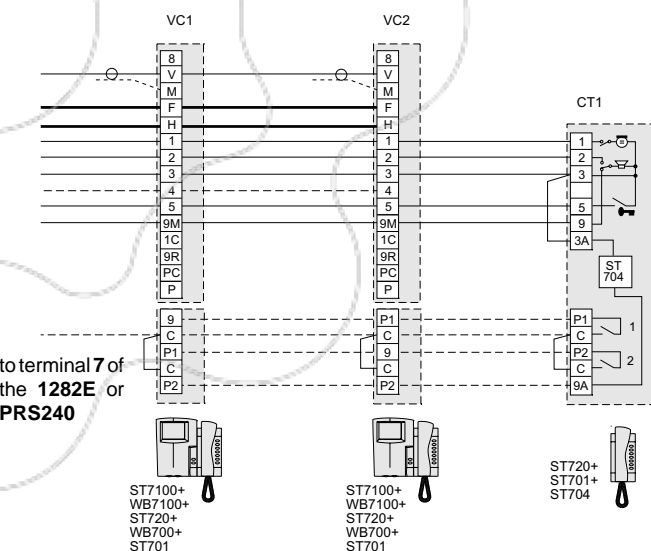 VC1
VC2
CT1
8
V
M
F
H
1
2
3
4
5
9M
1C
9R
PC
P
9
C
P1
C
P2
8
V
M
F
H
1
2
3
4
5
9M
1C
9R
PC
P
P1
C
9
C
P2
1
2
3
5
9
3A
ST
704
P1
C
P2
C
9A
1
2
to terminal 7 of
the 1282E or
PRS240
ST7100+
WB7100+
ST720+
WB700+
ST701
ST7100+
WB7100+
ST720+
WB700+
ST701
ST720+
ST701+
ST704